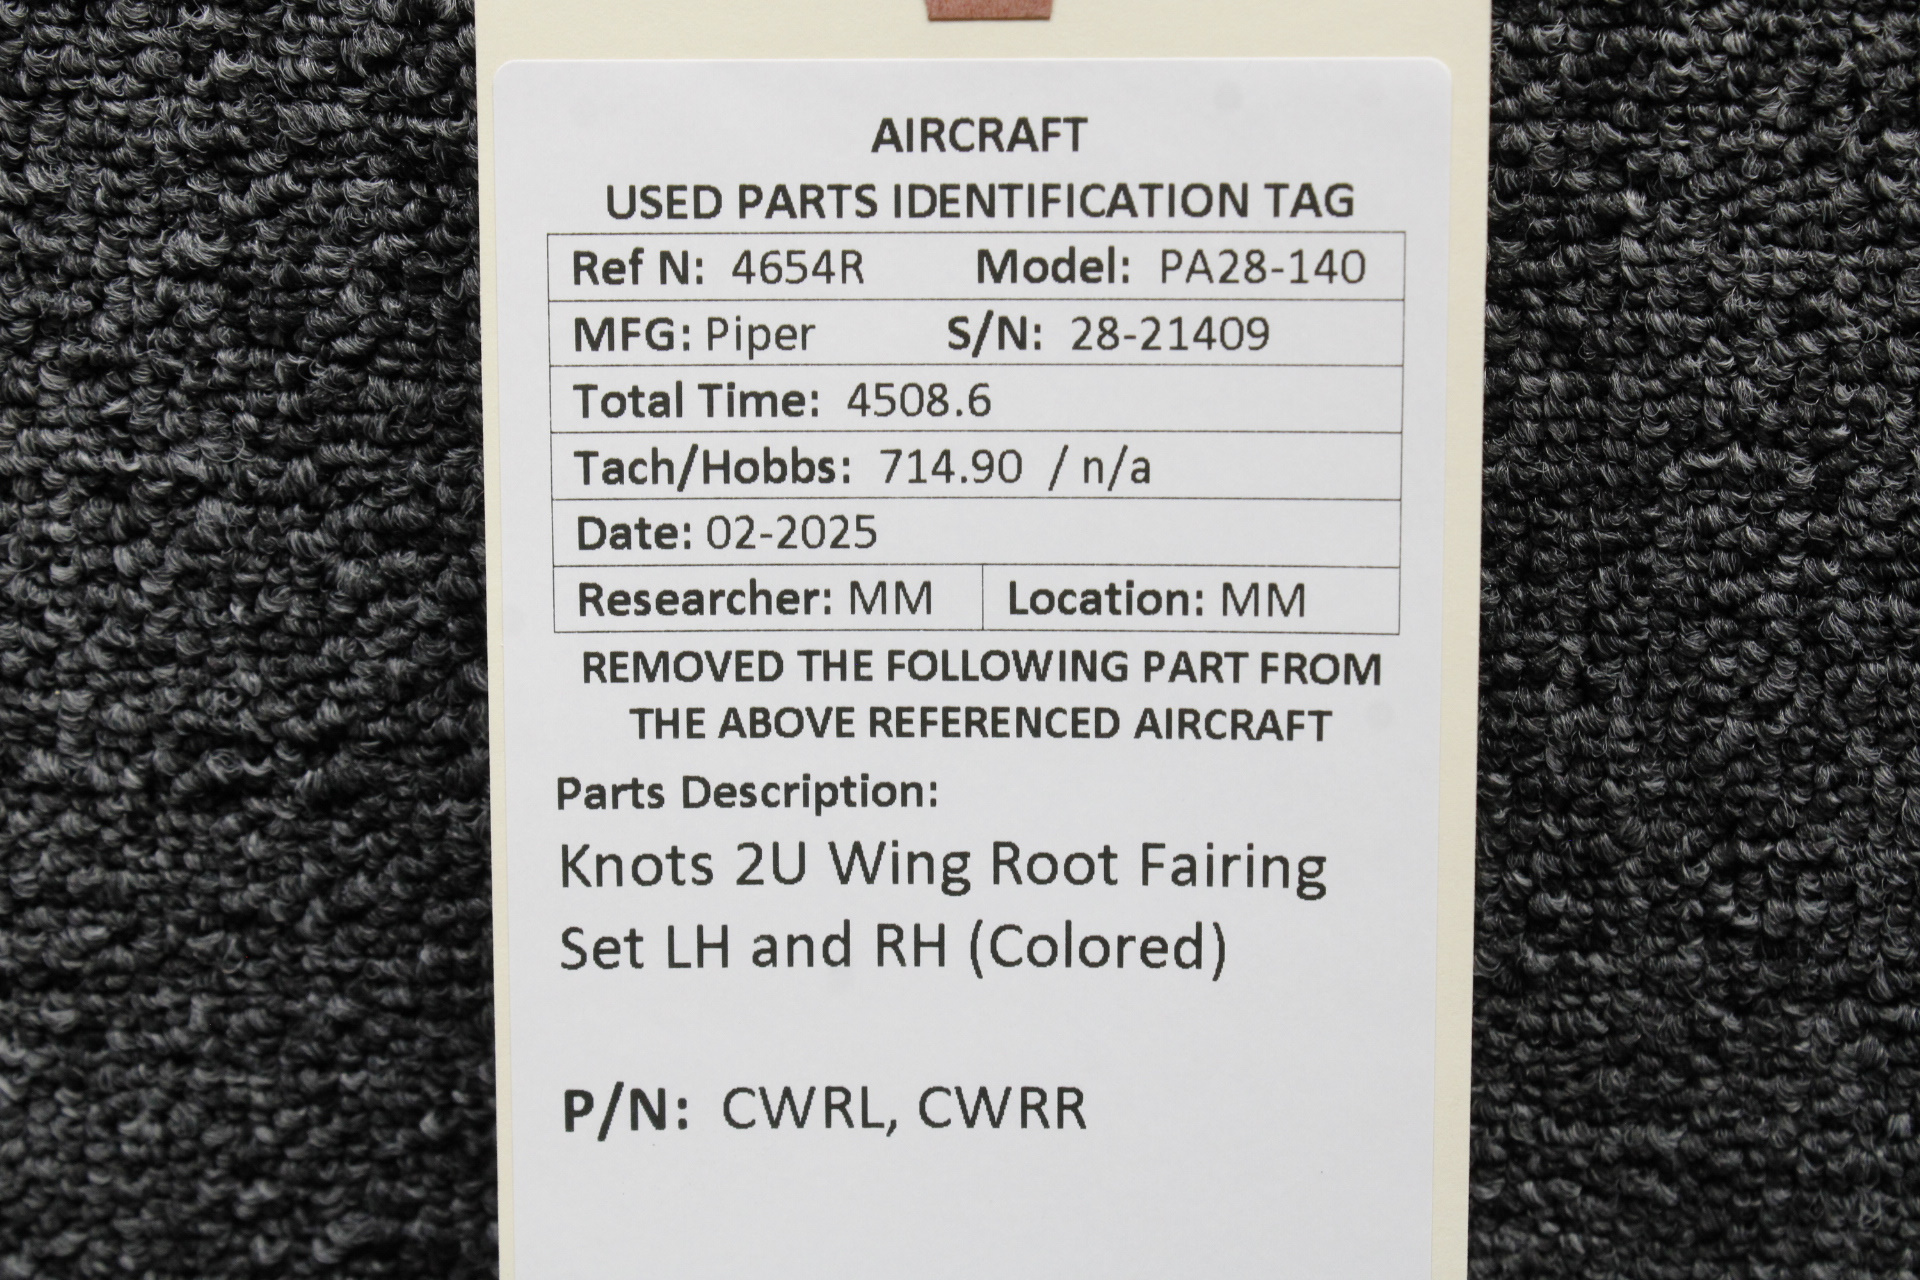 AIRCRAFT
USED PARTS IDENTIFICATION TAG
Ref N: 4654R Model: PA28-140
MFG: Piper S/N: 28-21409
Total Time: 4508.6
Tach/Hobbs: 714.90 / n/a
Date: 02-2025
Researcher: MM Location: MM
REMOVED THE FOLLOWING PART FROM
THE ABOVE REFERENCED AIRCRAFT
Parts Description:
Knots 2U Wing Root Fairing
Set LH and RH (Colored)
P/N: CWRL, CWRR